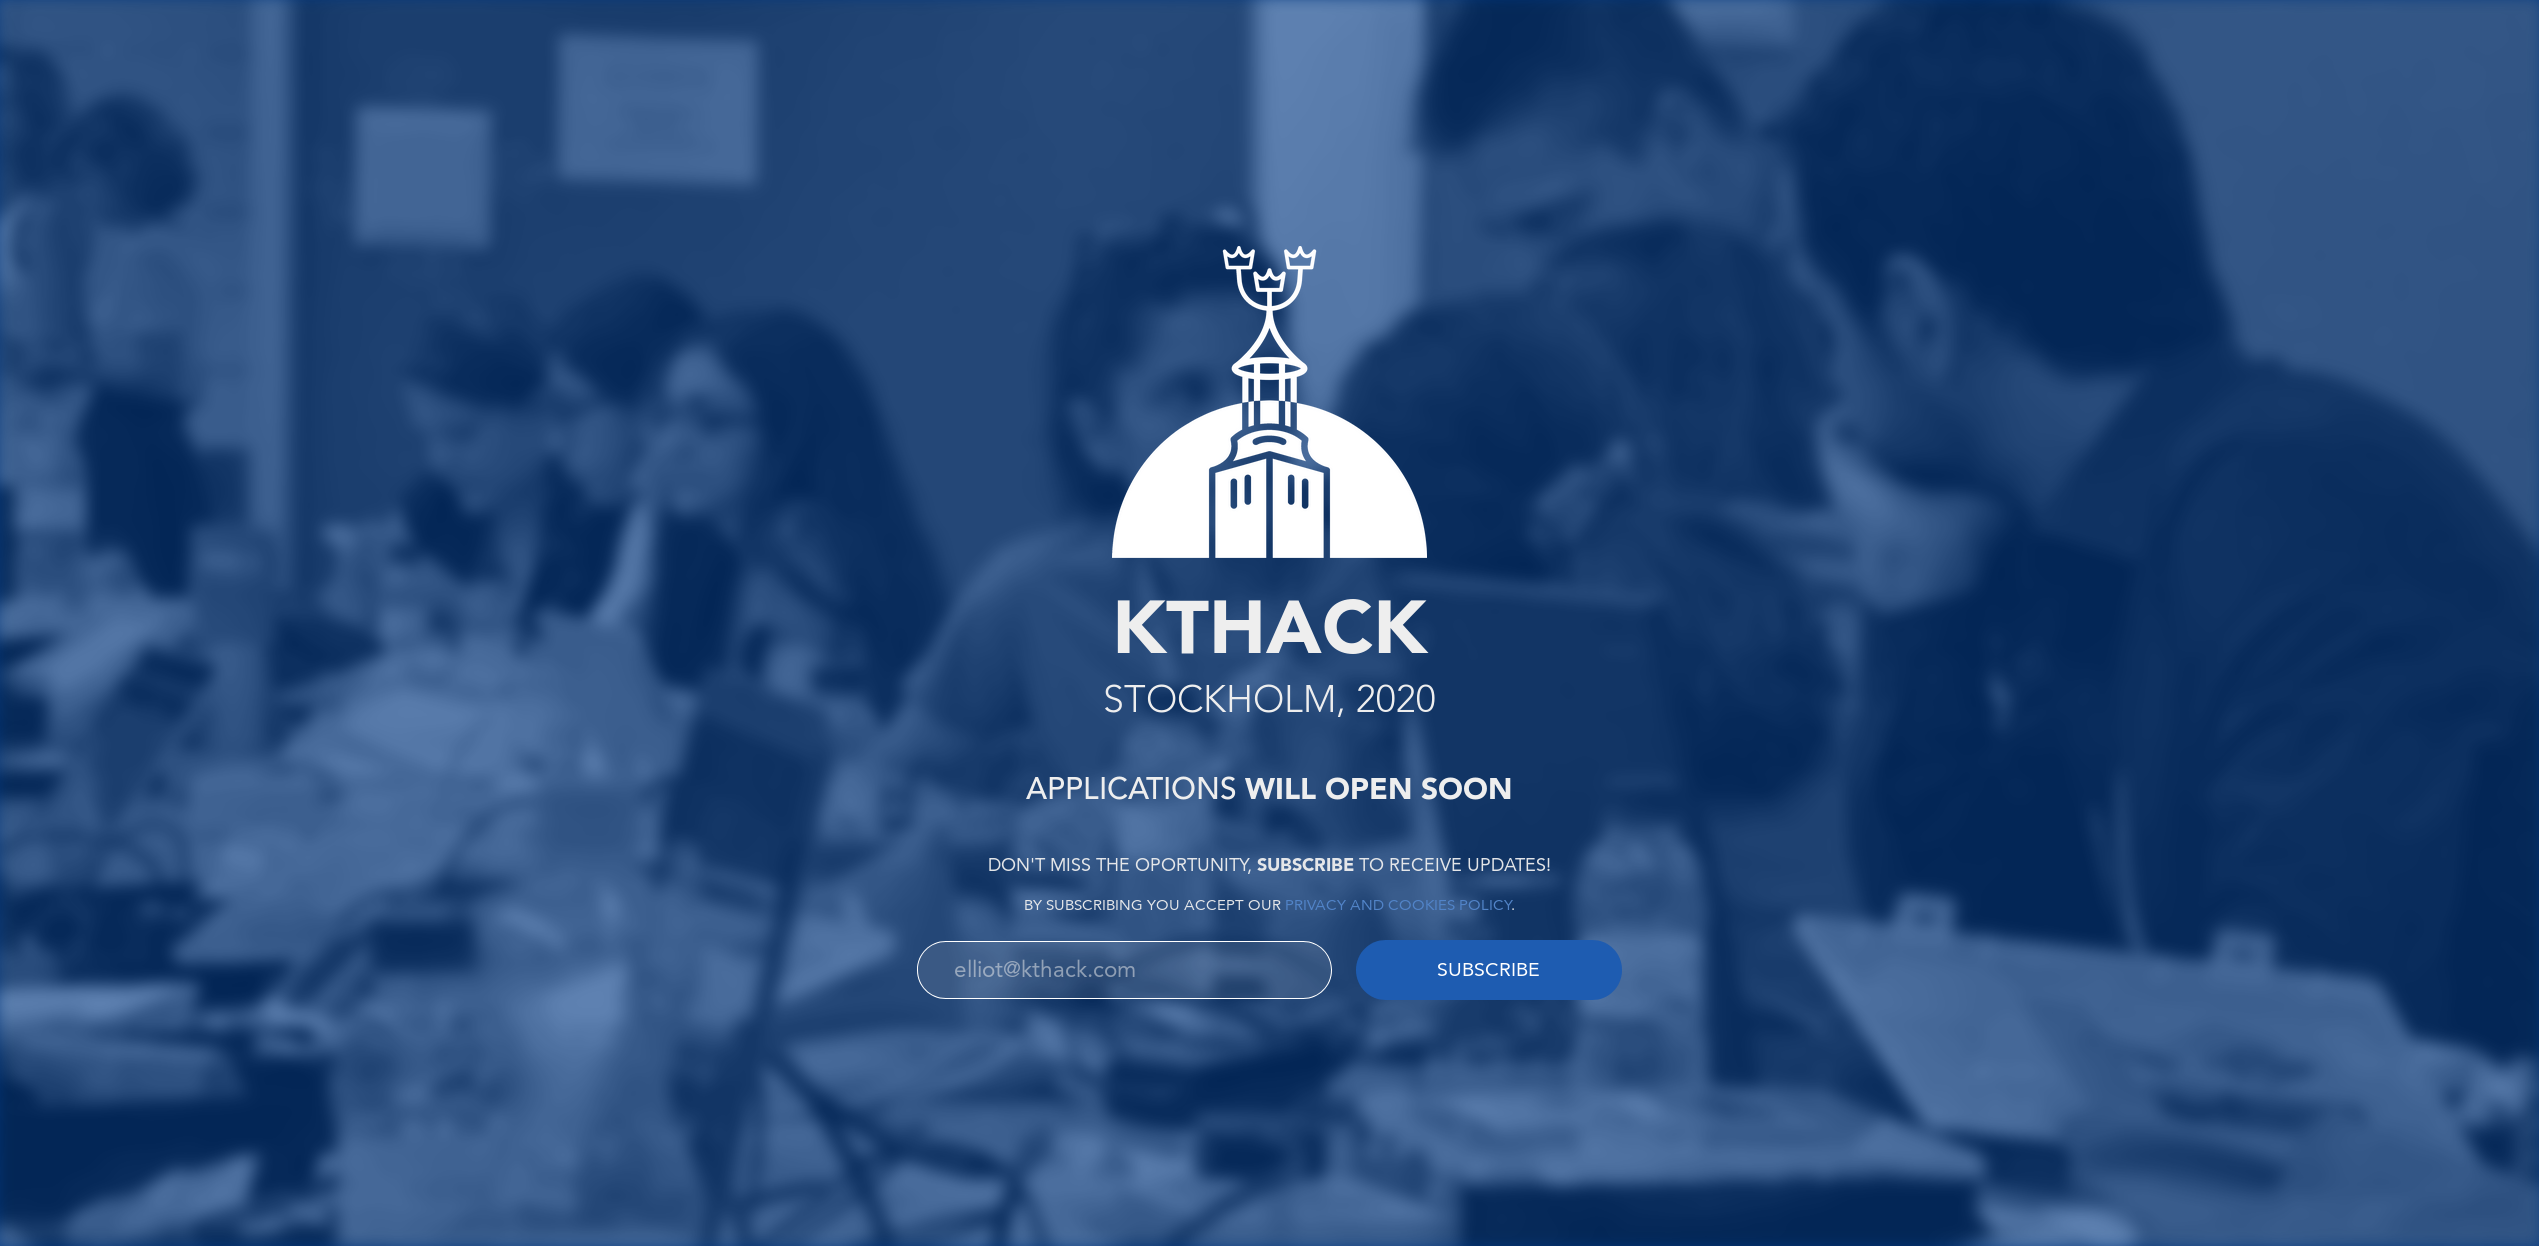 KTHACK
STOCKHOLM, 2020
APPLICATIONS WILL OPEN SOON
DON'T MISS THE OPORTUNITY, SUBSCRIBE TO RECEIVE UPDATES!
BY SUBSCRIBING YOU ACCEPT OUR PRIVACY AND COOKIES POLICY.
elliot@kthack.com
SUBSCRIBE